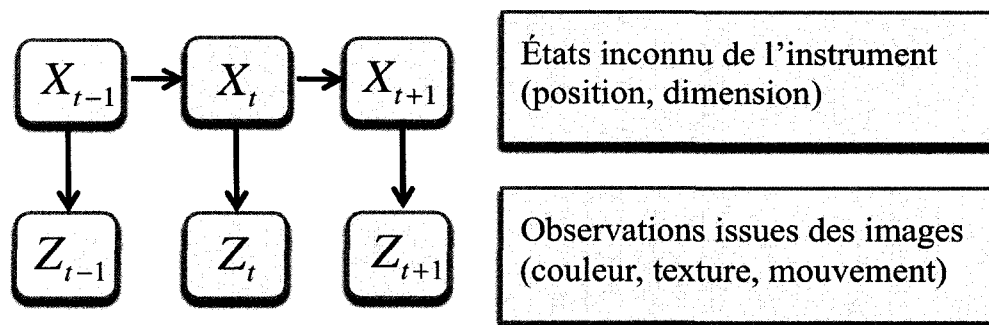 X_{t-1} X_t X_{t+1}
États inconnu de l'instrument
(position, dimension)
Z_{t-1} Z_t Z_{t+1}
Observations issues des images
(couleur, texture, mouvement)